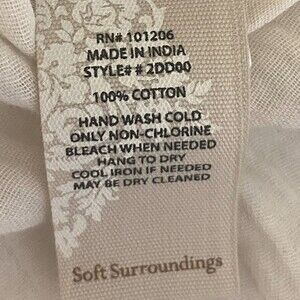 RN# 101206
MADE IN INDIA
STYLE# # 2DD00
100% COTTON
HAND WASH COLD
ONLY NON-CHLORINE
BLEACH WHEN NEEDED
HANG TO DRY
COOL IRON IF NEEDED
MAY BE DRY CLEANED
Soft Surroundings